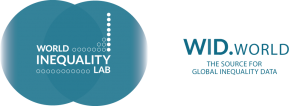 WORLD
INEQUALITY
LAB
WID.WORLD
THE SOURCE FOR
GLOBAL INEQUALITY DATA